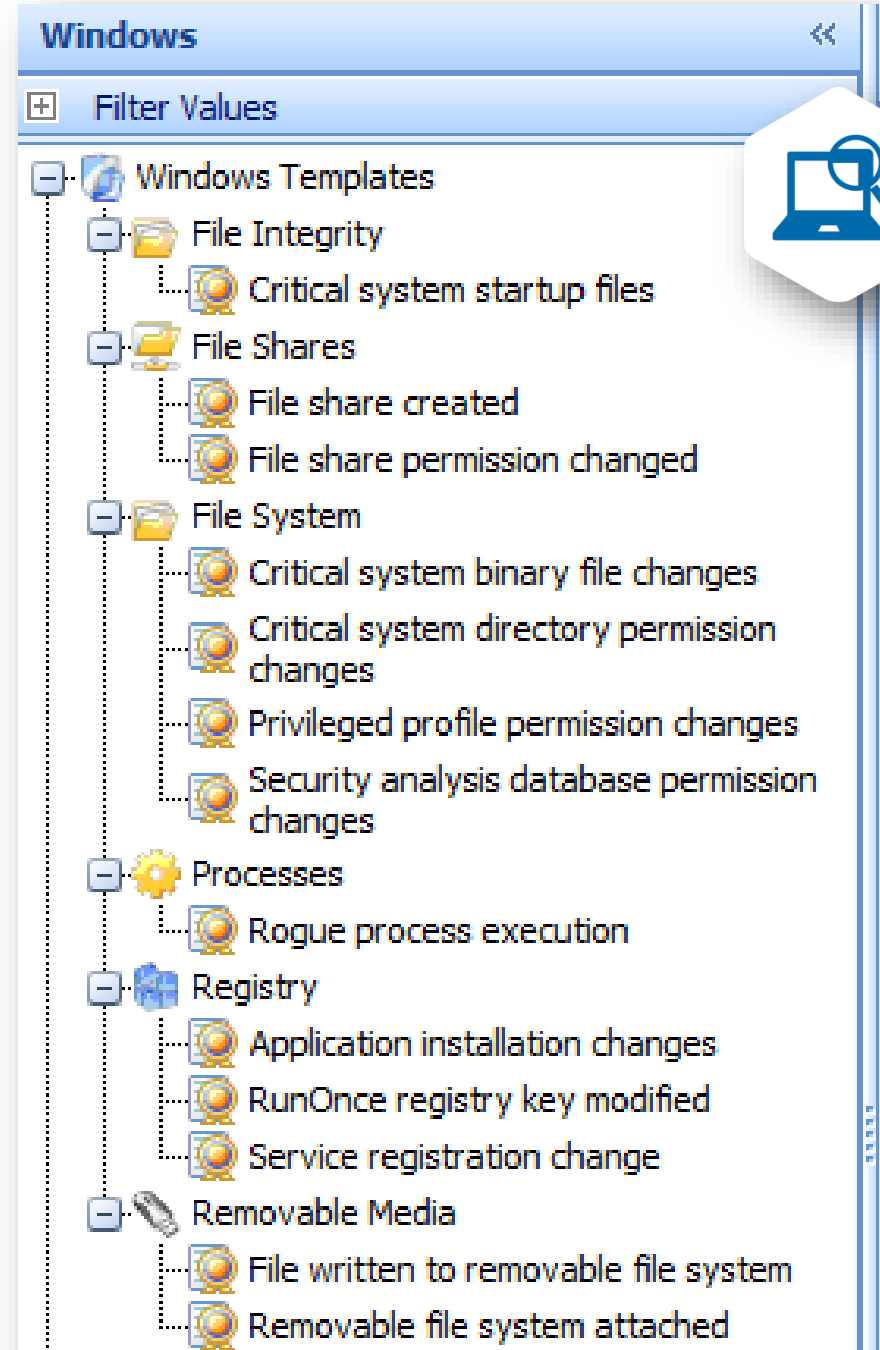 Windows
Filter Values
Windows Templates
File Integrity
Critical system startup files
File Shares
File share created
File share permission changed
File System
Critical system binary file changes
Critical system directory permission
changes
Privileged profile permission changes
Security analysis database permission
changes
Processes
Rogue process execution
Registry
Application installation changes
RunOnce registry key modified
Service registration change
Removable Media
File written to removable file system
Removable file system attached